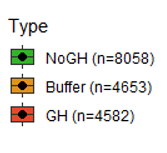 Type
NoGH (n=8058)
Buffer (n=4653)
GH (n=4582)